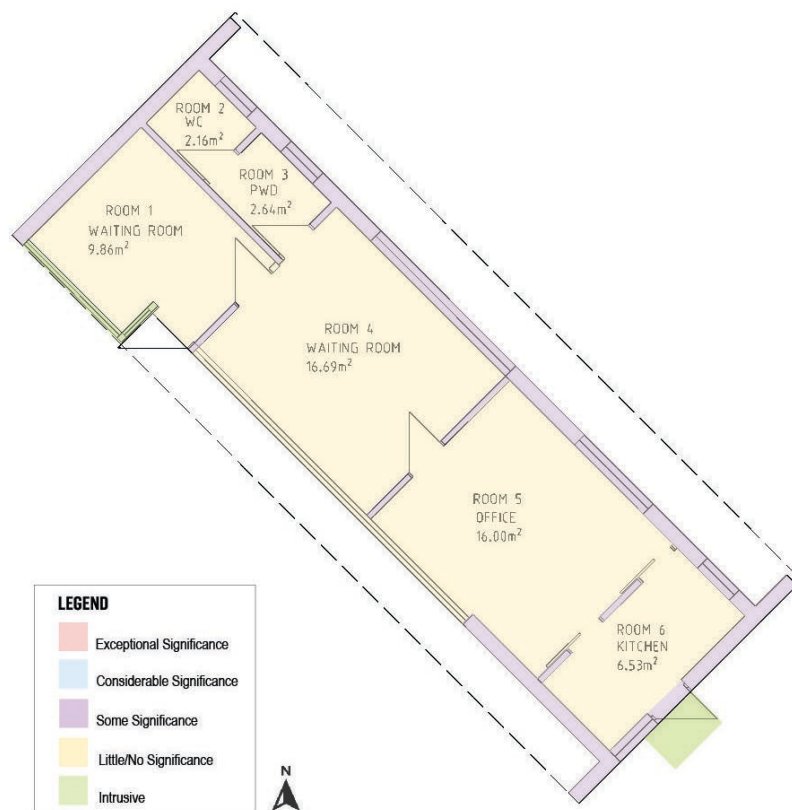 ROOM 2
WC
2.16m²
ROOM 3
PWD
2.64m²
ROOM 1
WAITING ROOM
9.86m²
ROOM 4
WAITING ROOM
16.69m²
ROOM 5
OFFICE
16.00m²
ROOM 6
KITCHEN
6.53m²
LEGEND
Exceptional Significance
Considerable Significance
Some Significance
Little/No Significance
Intrusive
N